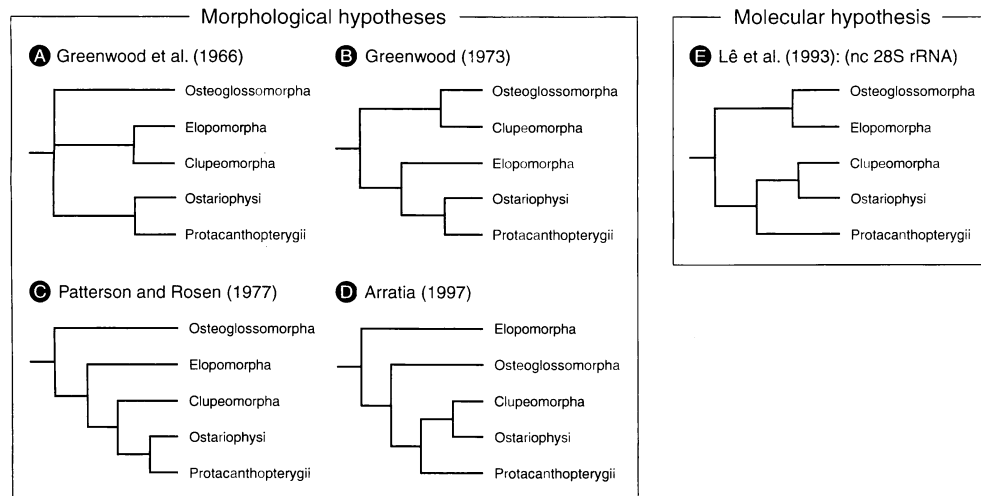 Morphological hypotheses
A Greenwood et al. (1966)
Osteoglossomorpha
Elopomorpha
Clupeomorpha
Ostariophysi
Protacanthopterygii
B Greenwood (1973)
Osteoglossomorpha
Clupeomorpha
Elopomorpha
Ostariophysi
Protacanthopterygii
C Patterson and Rosen (1977)
Osteoglossomorpha
Elopomorpha
Clupeomorpha
Ostariophysi
Protacanthopterygii
D Arratia (1997)
Elopomorpha
Osteoglossomorpha
Clupeomorpha
Ostariophysi
Protacanthopterygii
Molecular hypothesis
E Lê et al. (1993): (nc 28S rRNA)
Osteoglossomorpha
Elopomorpha
Clupeomorpha
Ostariophysi
Protacanthopterygii